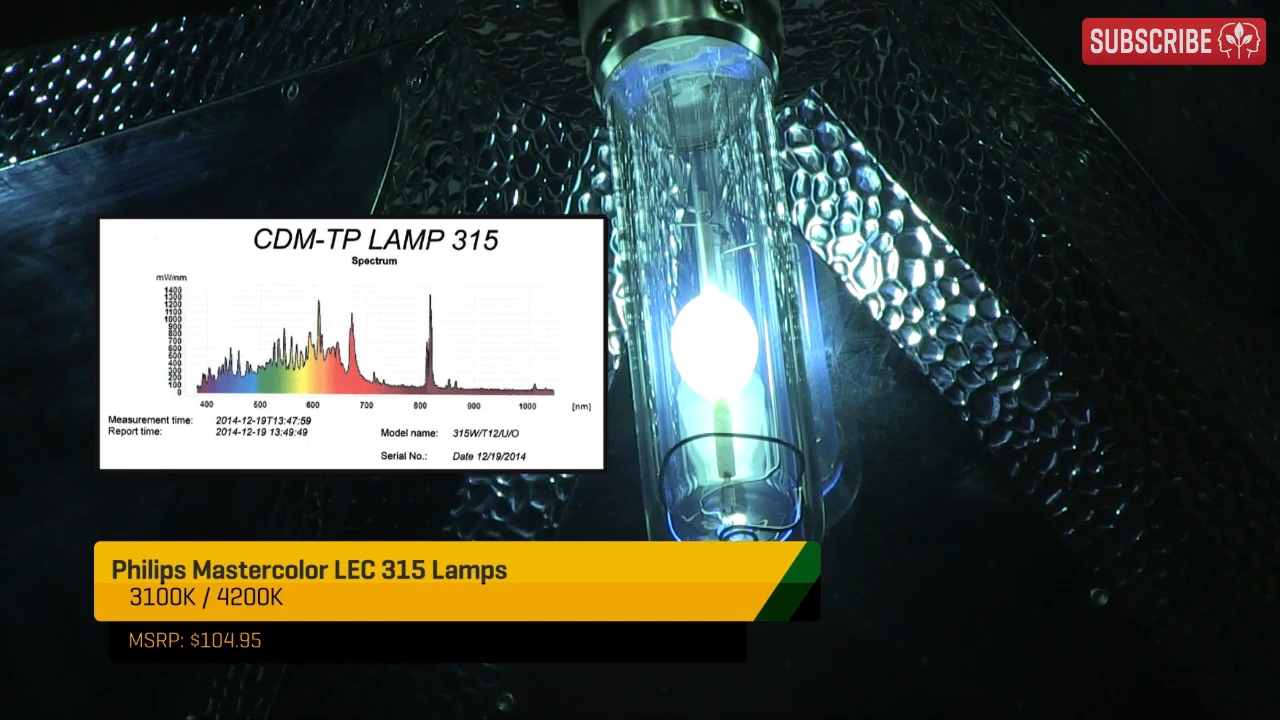 SUBSCRIBE
CDM-TP LAMP 315
Spectrum
mW/nm
1400
1300
1200
1100
1000
900
800
700
600
500
400
300
200
100
0
400 500 600 700 800 900 1000 [nm]
Measurement time: 2014-12-19T13:47:59
Report time: 2014-12-19 13:49:49
Model name: 315W/T12/U/O
Serial No.: Date 12/19/2014
Philips Mastercolor LEC 315 Lamps
3100K / 4200K
MSRP: $104.95